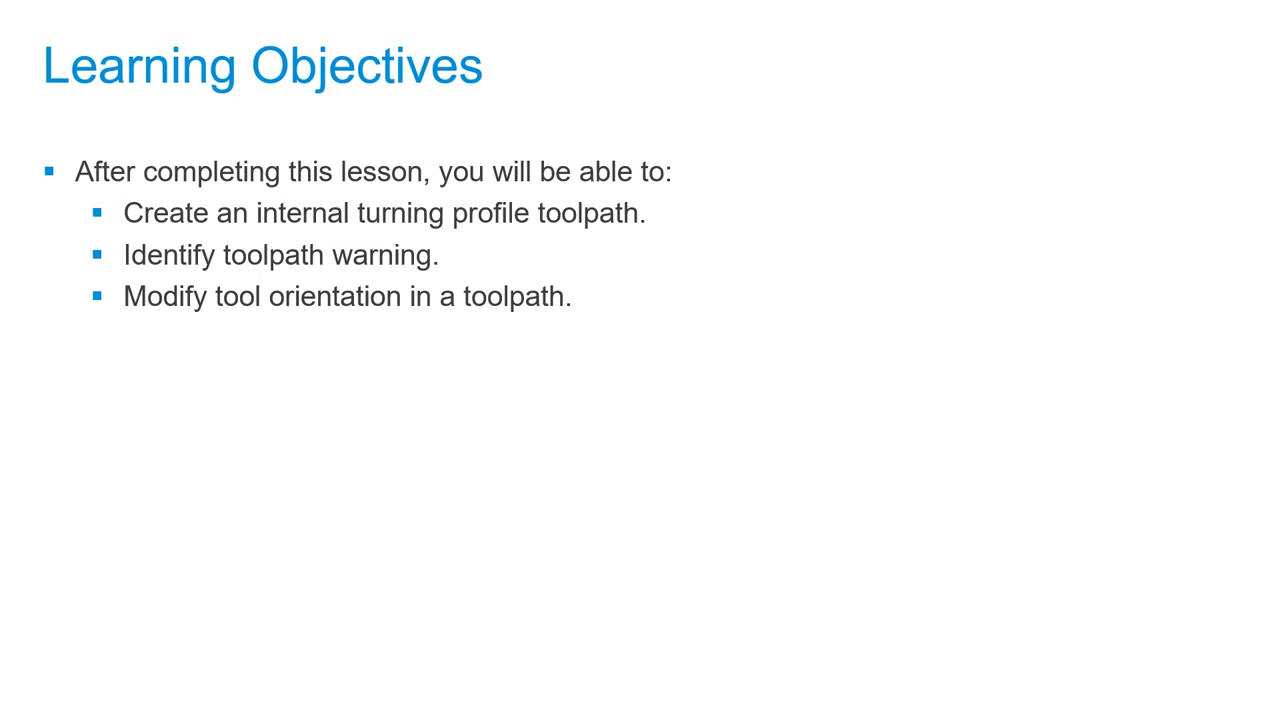 Learning Objectives
After completing this lesson, you will be able to:
Create an internal turning profile toolpath.
Identify toolpath warning.
Modify tool orientation in a toolpath.